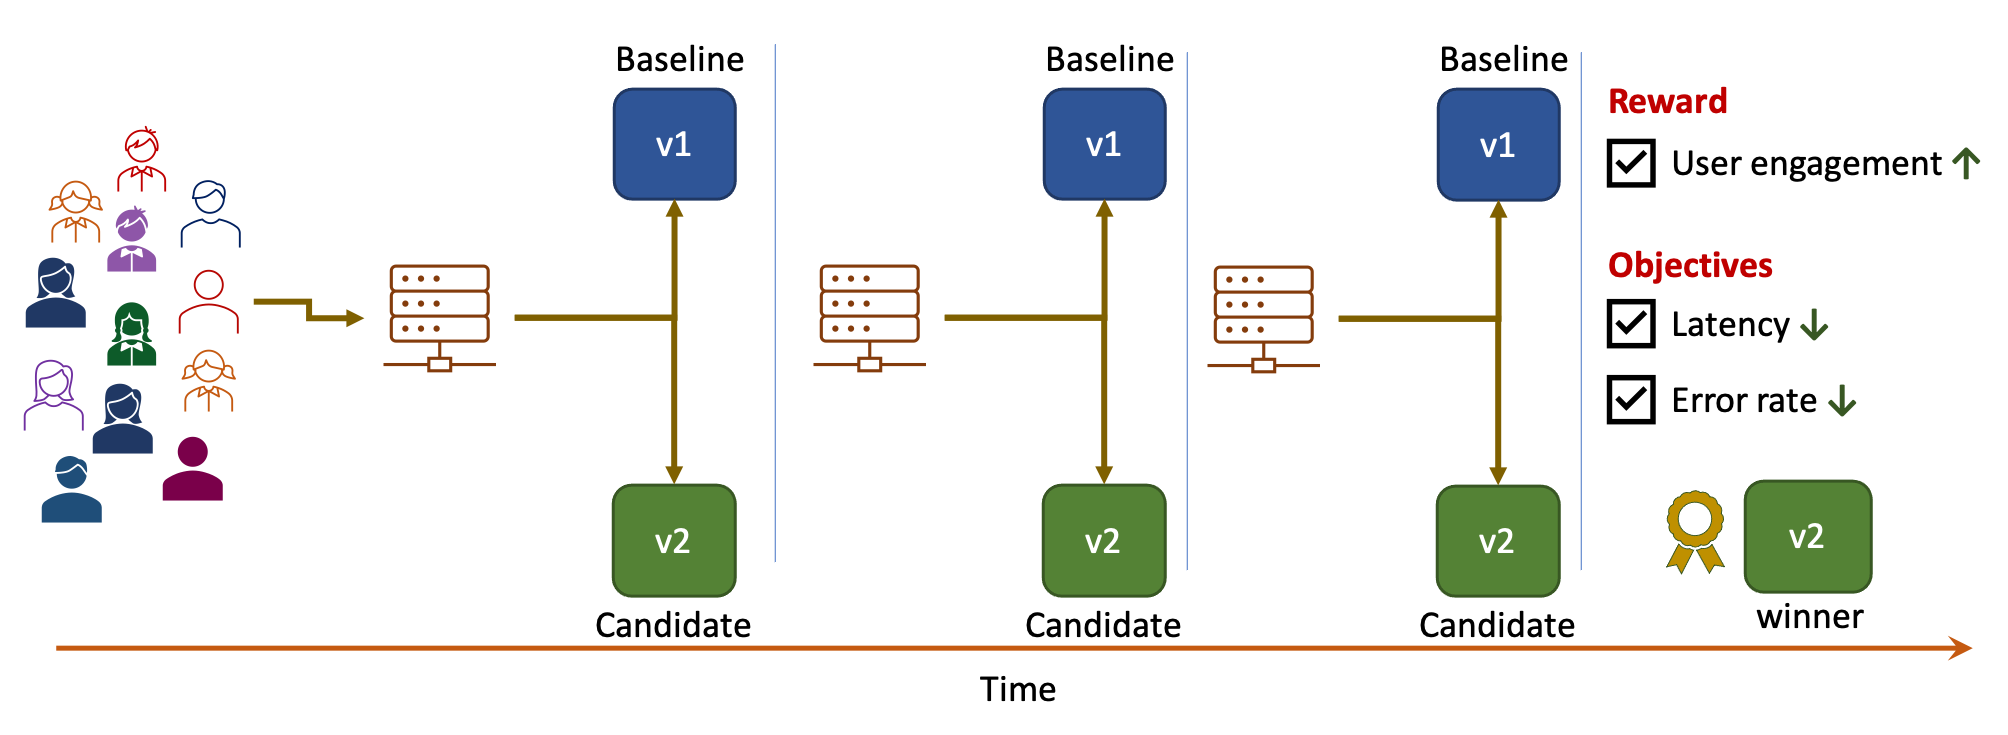 Baseline
v1
v2
Candidate
Baseline
v1
v2
Candidate
Baseline
v1
v2
Candidate
Reward
User engagement
Objectives
Latency
Error rate
v2
winner
Time